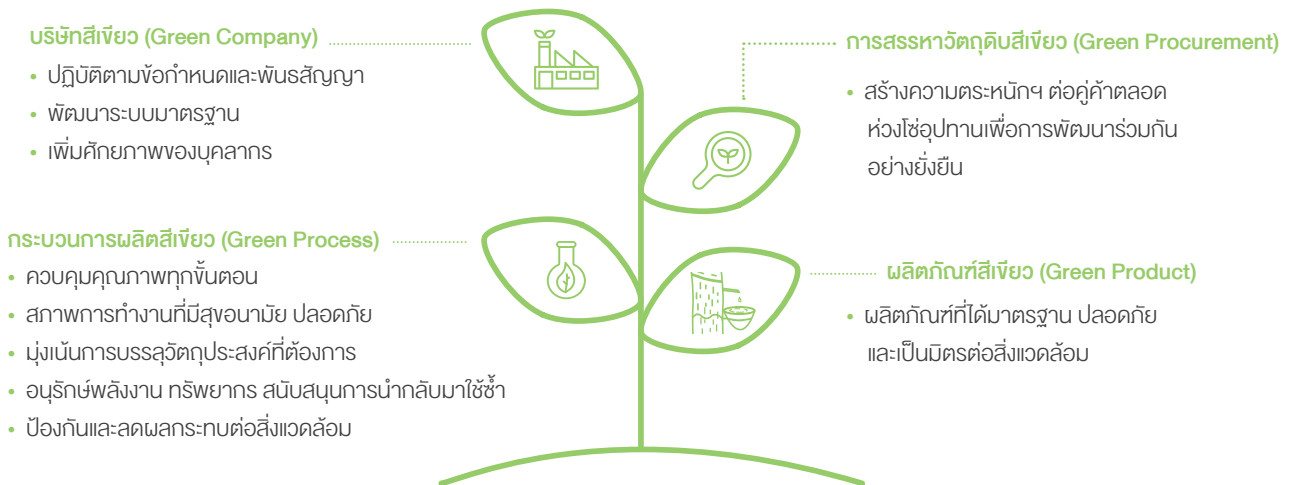 บริษัทสีเขียว (Green Company)
• ปฏิบัติตามข้อกำหนดและพันธสัญญา
• พัฒนาระบบมาตรฐาน
• เพิ่มศักยภาพของบุคลากร
การสรรหาวัตถุดิบสีเขียว (Green Procurement)
• สร้างความตระหนักฯ ต่อคู่ค้าตลอด
ห่วงโซ่อุปทานเพื่อการพัฒนาร่วมกัน
อย่างยั่งยืน
กระบวนการผลิตสีเขียว (Green Process)
• ควบคุมคุณภาพทุกขั้นตอน
• สภาพการทำงานที่มีสุขอนามัย ปลอดภัย
• มุ่งเน้นการบรรลุวัตถุประสงค์ที่ต้องการ
• อนุรักษ์พลังงาน ทรัพยากร สนับสนุนการนำกลับมาใช้ซ้ำ
• ป้องกันและลดผลกระทบต่อสิ่งแวดล้อม
ผลิตภัณฑ์สีเขียว (Green Product)
• ผลิตภัณฑ์ที่ได้มาตรฐาน ปลอดภัย
และเป็นมิตรต่อสิ่งแวดล้อม